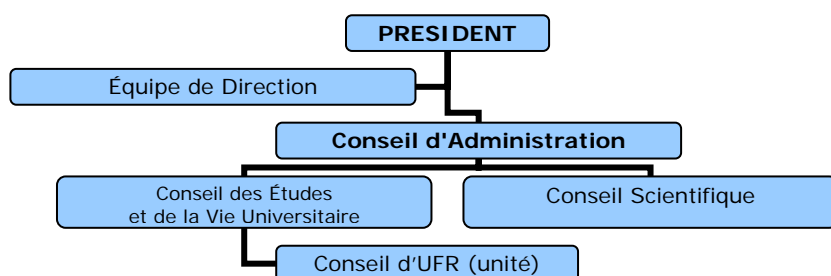 PRESIDENT
Équipe de Direction
Conseil d'Administration
Conseil des Études
et de la Vie Universitaire
Conseil Scientifique
Conseil d'UFR (unité)